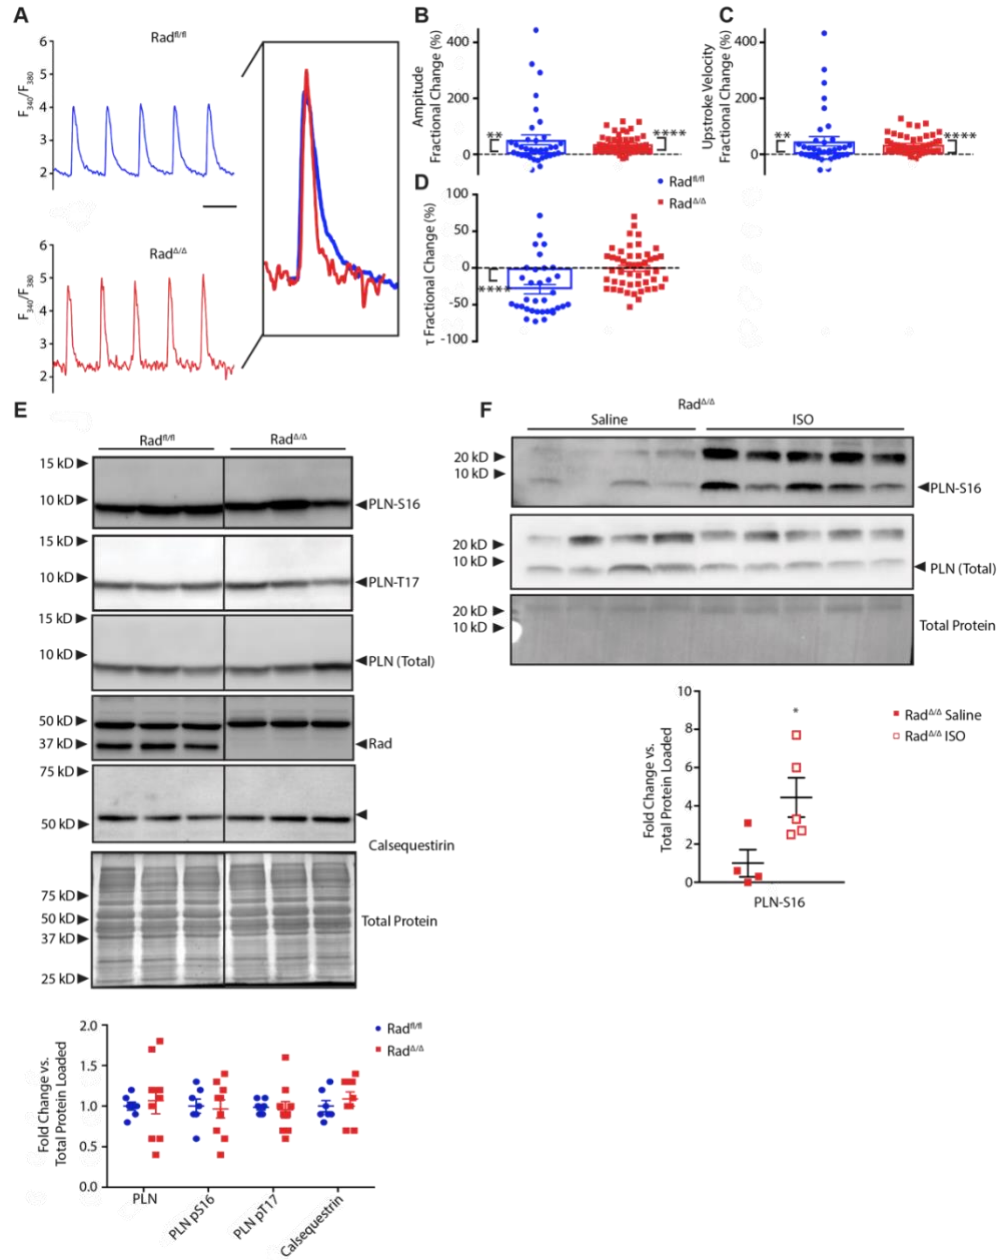 A
Rad^fl/fl
F340/F380
6
5
4
3
2
Rad^Δ/Δ
F340/F380
6
5
4
3
2
B
Amplitude
Fractional Change (%)
400
200
0
**
****
C
Upstroke Velocity
Fractional Change (%)
400
200
0
**
****
D
τ Fractional Change (%)
100
50
0
-50
-100
****
Rad^fl/fl
Rad^Δ/Δ
E
Rad^fl/fl
Rad^Δ/Δ
15 kD
10 kD
PLN-S16
15 kD
10 kD
PLN-T17
15 kD
10 kD
PLN (Total)
50 kD
37 kD
Rad
75 kD
50 kD
Calsequestirin
75 kD
50 kD
37 kD
25 kD
Total Protein
Fold Change vs.
Total Protein Loaded
2.0
1.5
1.0
0.5
0.0
Rad^fl/fl
Rad^Δ/Δ
PLN
PLN pS16
PLN pT17
Calsequestrin
F
Rad^Δ/Δ
Saline
ISO
20 kD
10 kD
PLN-S16
20 kD
10 kD
PLN (Total)
20 kD
10 kD
Total Protein
Fold Change vs.
Total Protein Loaded
10
8
6
4
2
0
*
Rad^Δ/Δ Saline
Rad^Δ/Δ ISO
PLN-S16